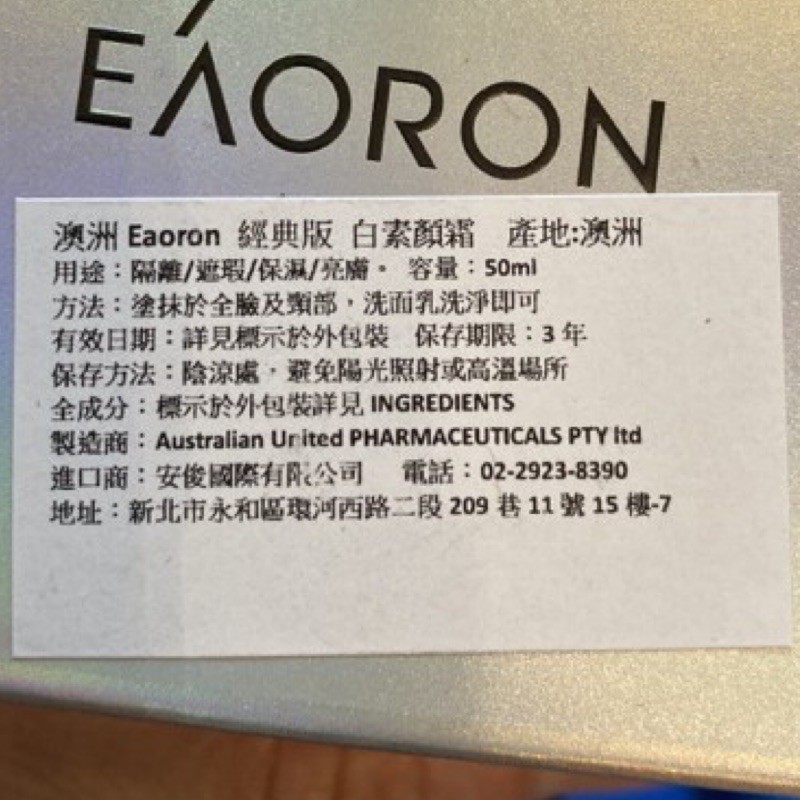 EÁORON
澳洲 Eaoron 經典版 白素顏霜 產地:澳洲
用途：隔離/遮瑕/保濕/亮膚。 容量：50ml
方法：塗抹於全臉及頸部，洗面乳洗淨即可
有效日期：詳見標示於外包裝 保存期限：3 年
保存方法：陰涼處，避免陽光照射或高溫場所
全成分：標示於外包裝詳見 INGREDIENTS
製造商：Australian United PHARMACEUTICALS PTY ltd
進口商：安俊國際有限公司 電話：02-2923-8390
地址：新北市永和區環河西路二段 209 巷 11 號 15 樓-7